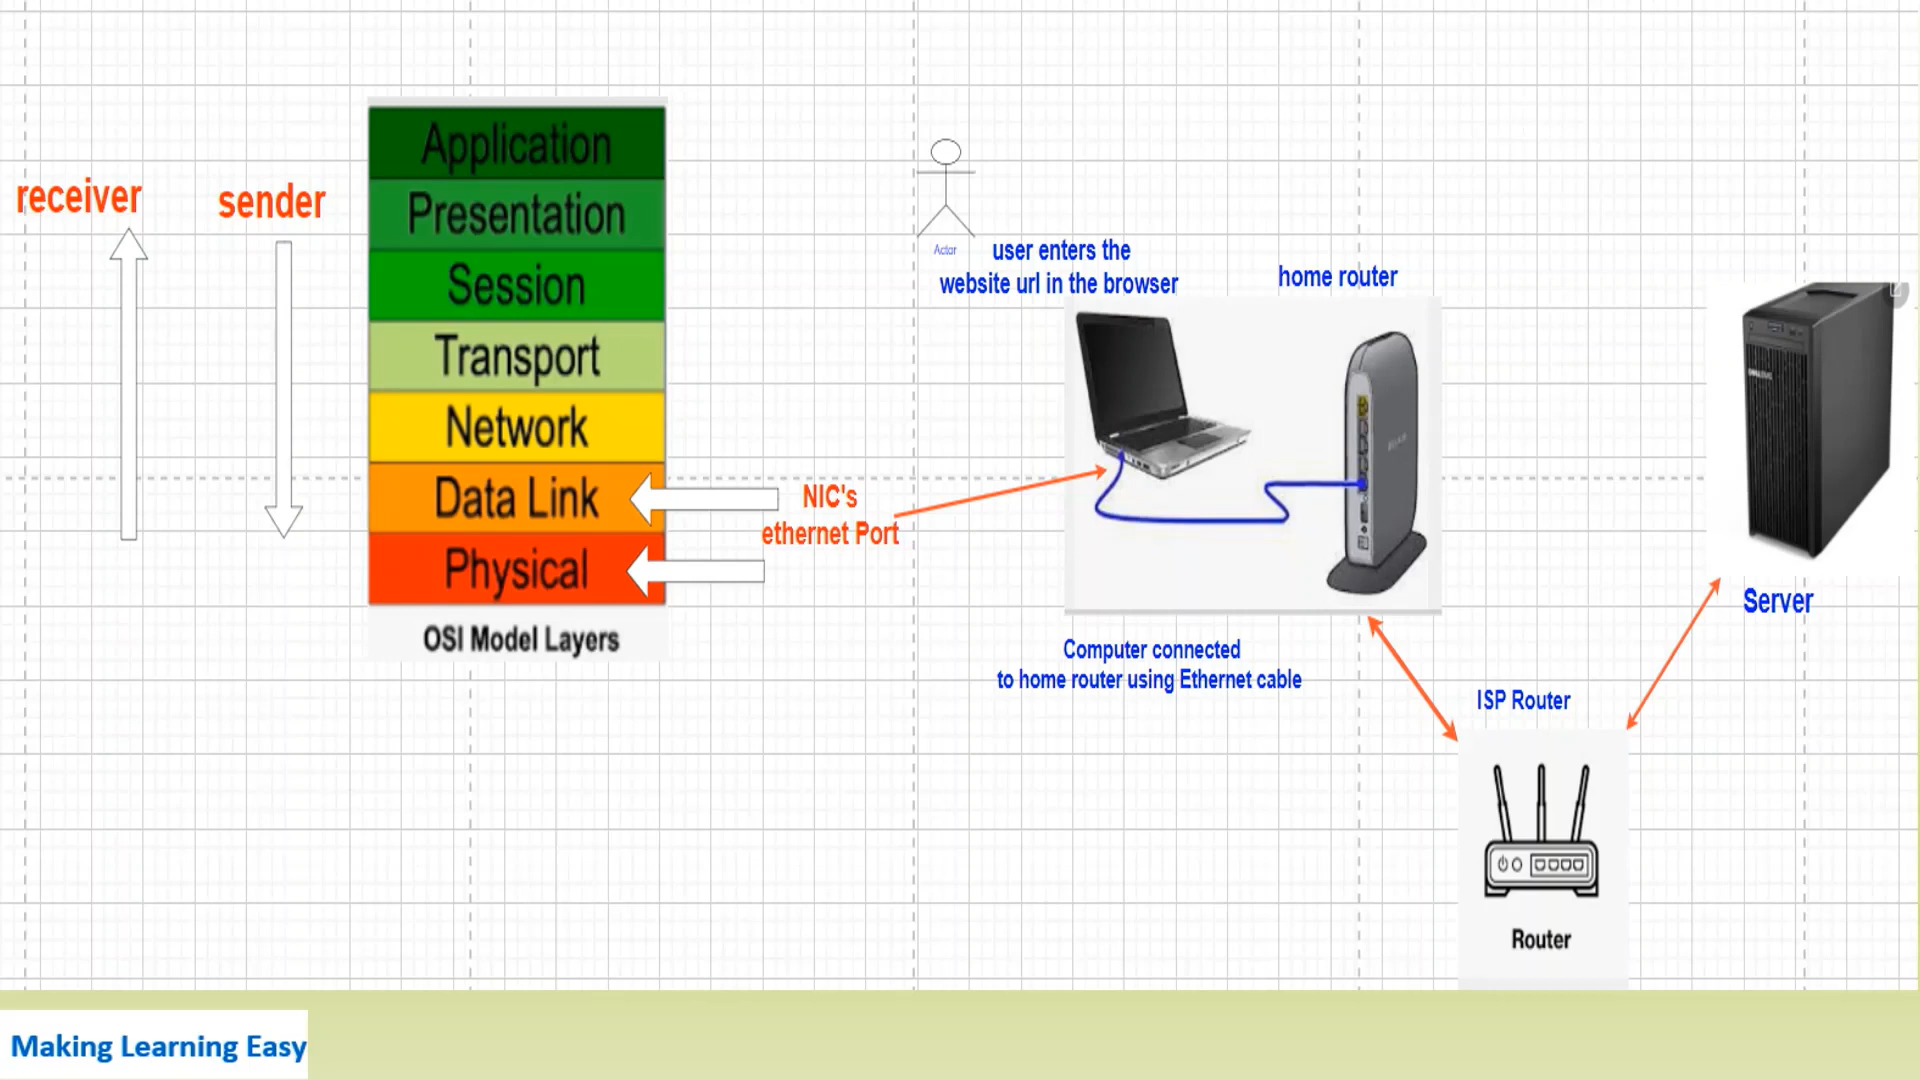 receiver
sender
Application
Presentation
Session
Transport
Network
Data Link
Physical
OSI Model Layers
NIC's
ethernet Port
Actor
user enters the
website url in the browser
home router
Computer connected
to home router using Ethernet cable
ISP Router
Router
Server
Making Learning Easy